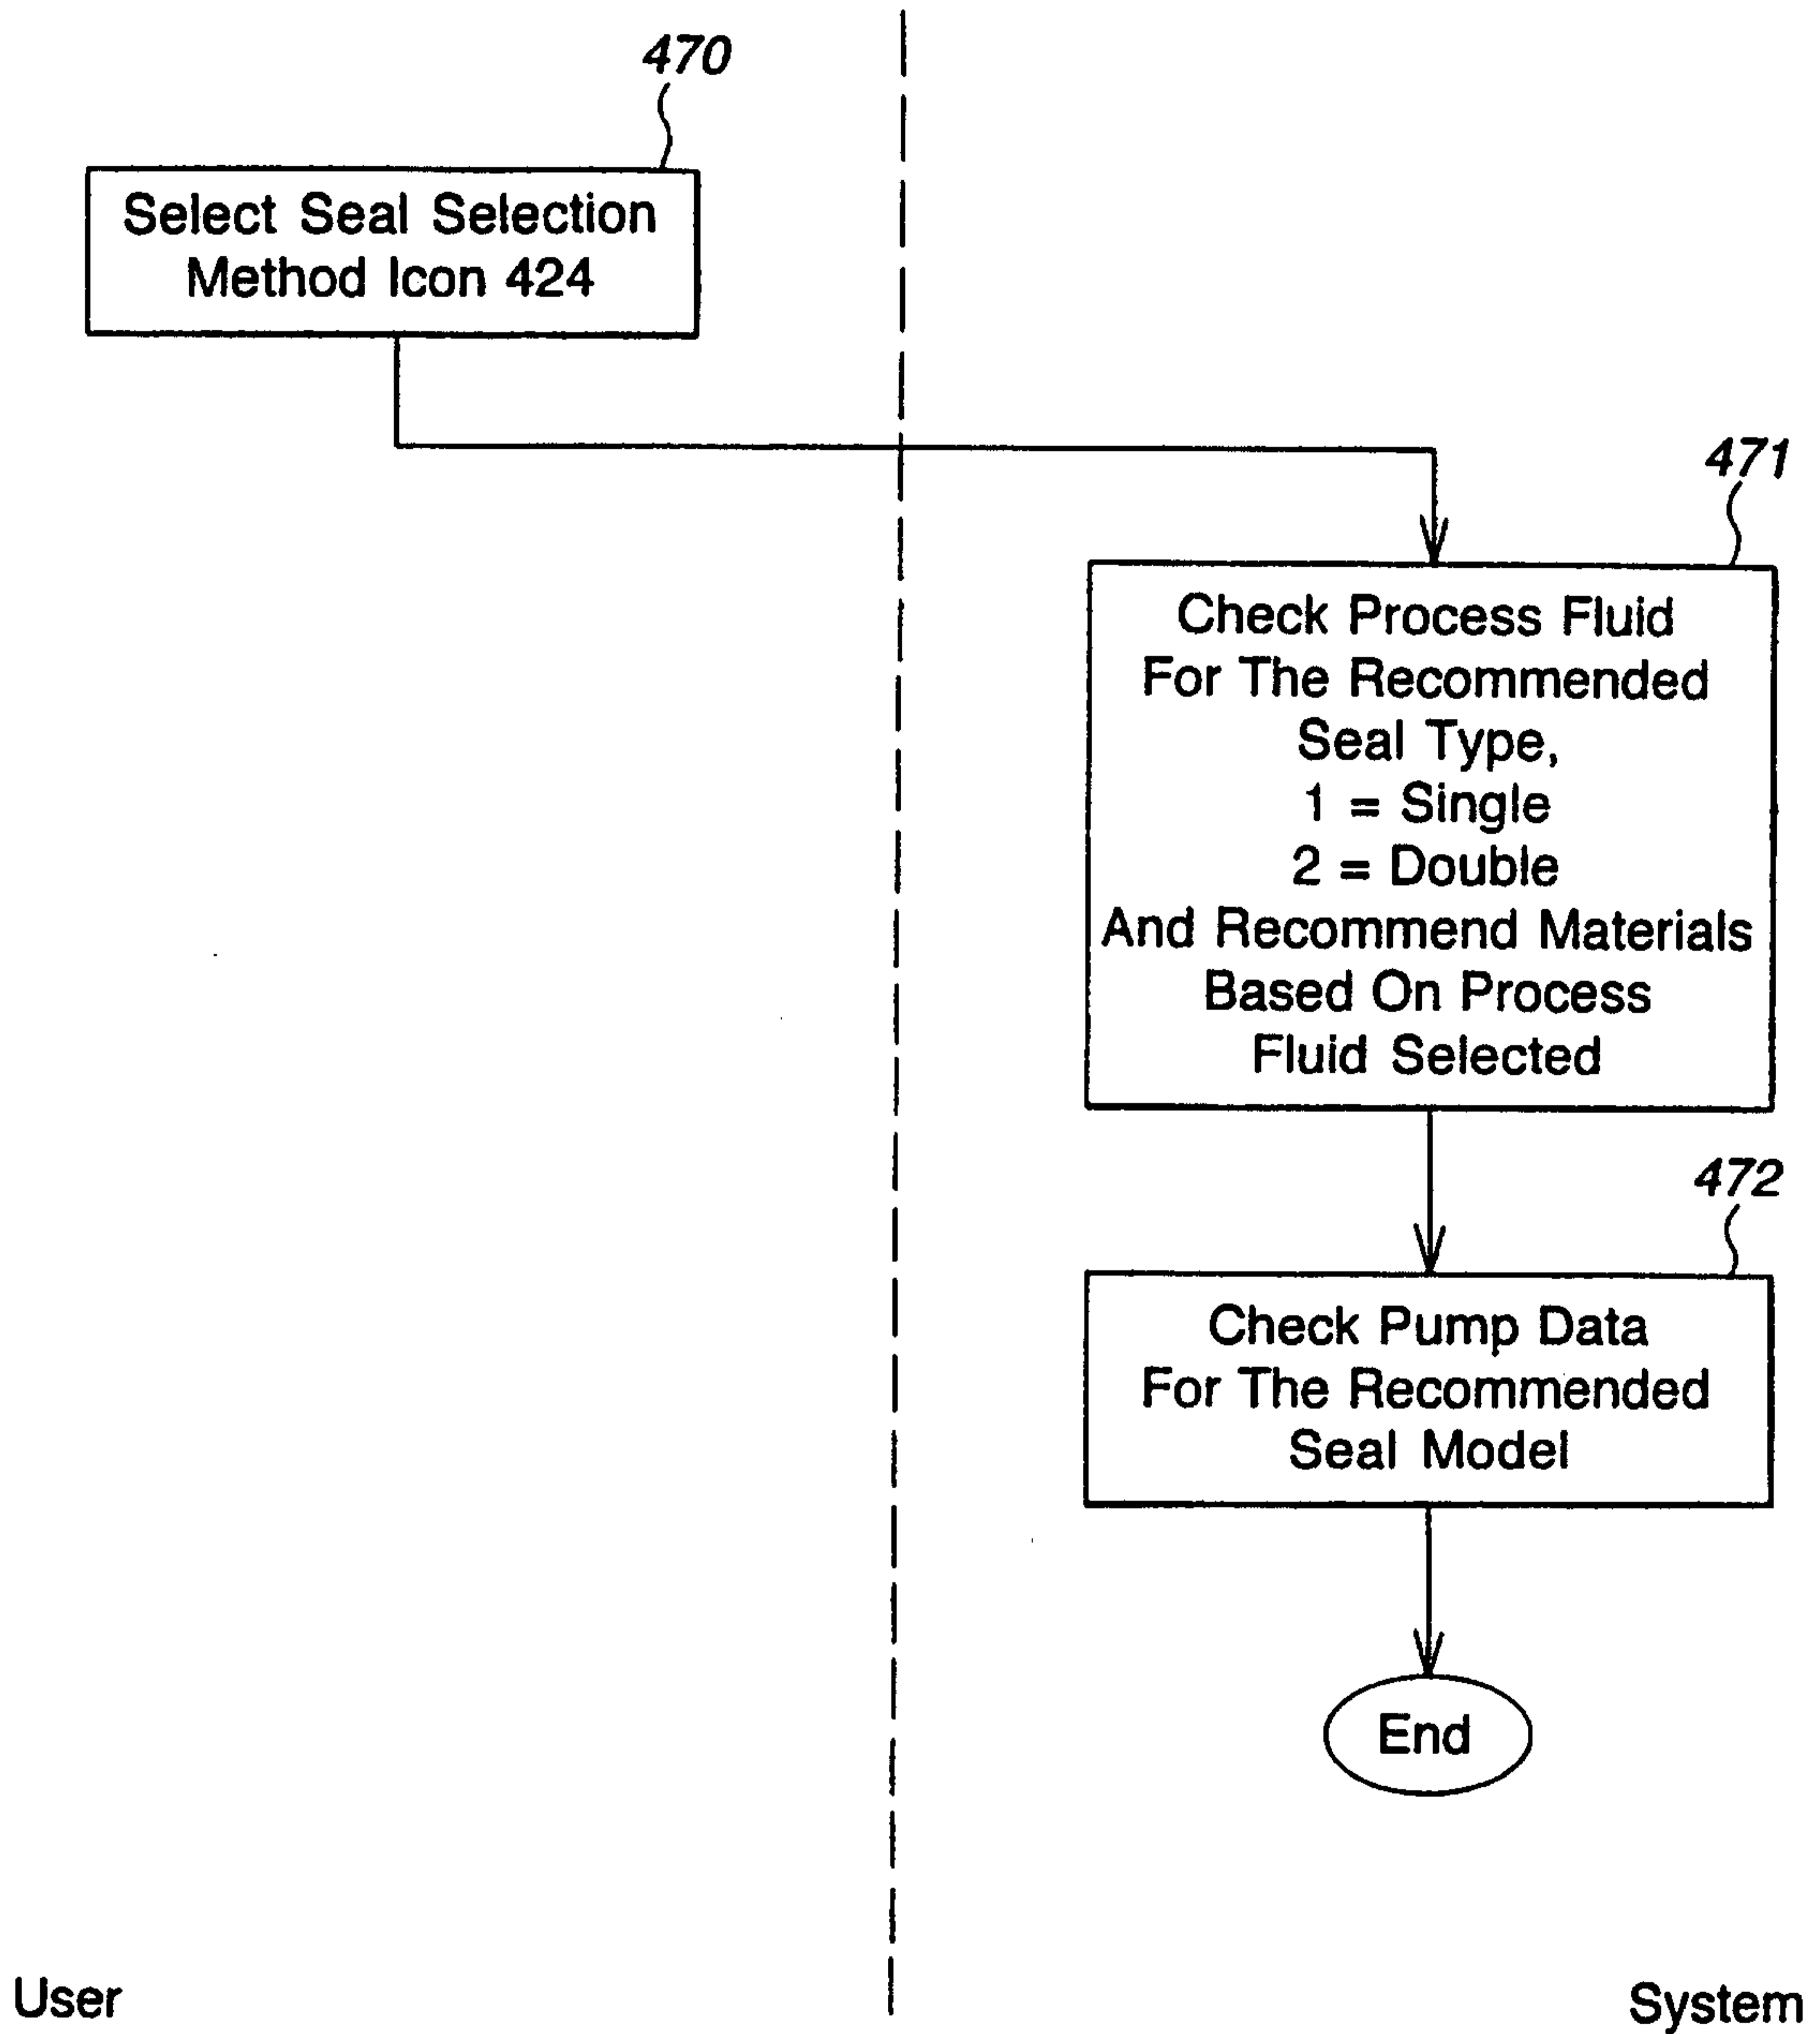 470
Select Seal Selection
Method Icon 424
471
Check Process Fluid
For The Recommended
Seal Type,
1 = Single
2 = Double
And Recommend Materials
Based On Process
Fluid Selected
472
Check Pump Data
For The Recommended
Seal Model
End
User
System